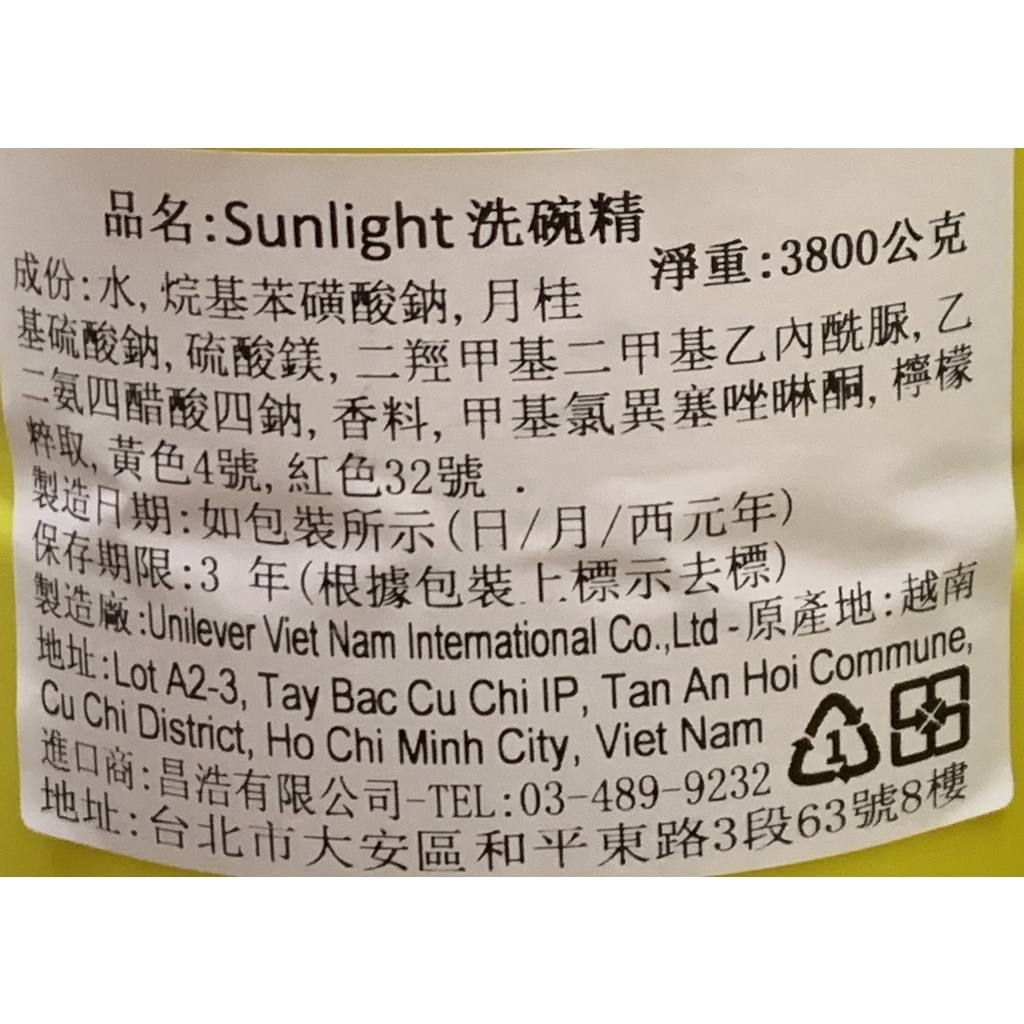 品名:Sunlight 洗碗精
淨重:3800公克
成份:水, 烷基苯磺酸鈉, 月桂
基硫酸鈉, 硫酸鎂, 二羥甲基二甲基乙內酰脲, 乙
二氨四醋酸四鈉, 香料, 甲基氯異塞唑啉酮, 檸檬
粹取, 黃色4號, 紅色32號 .
製造日期:如包裝所示(日/月/西元年)
保存期限:3 年(根據包裝上標示去標)
製造廠:Unilever Viet Nam International Co.,Ltd - 原產地:越南
地址:Lot A2-3, Tay Bac Cu Chi IP, Tan An Hoi Commune,
Cu Chi District, Ho Chi Minh City, Viet Nam
1
進口商:昌浩有限公司-TEL:03-489-9232
地址:台北市大安區和平東路3段63號8樓